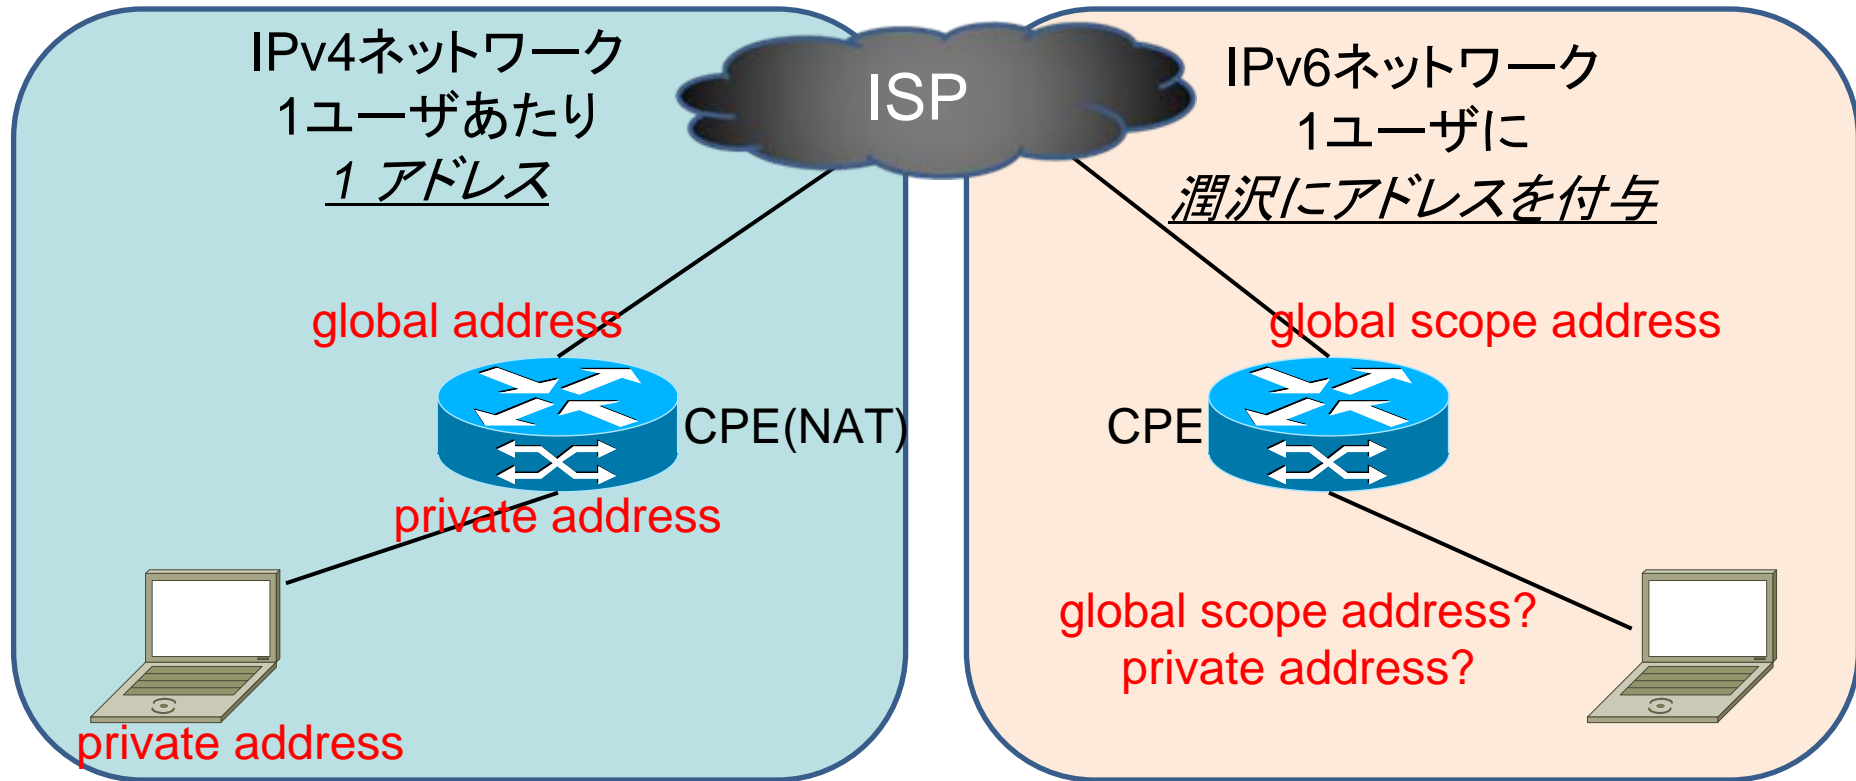 IPv4ネットワーク
1ユーザあたり
1 アドレス
ISP
IPv6ネットワーク
1ユーザに
潤沢にアドレスを付与
global address
global scope address
CPE(NAT)
CPE
private address
global scope address?
private address?
private address